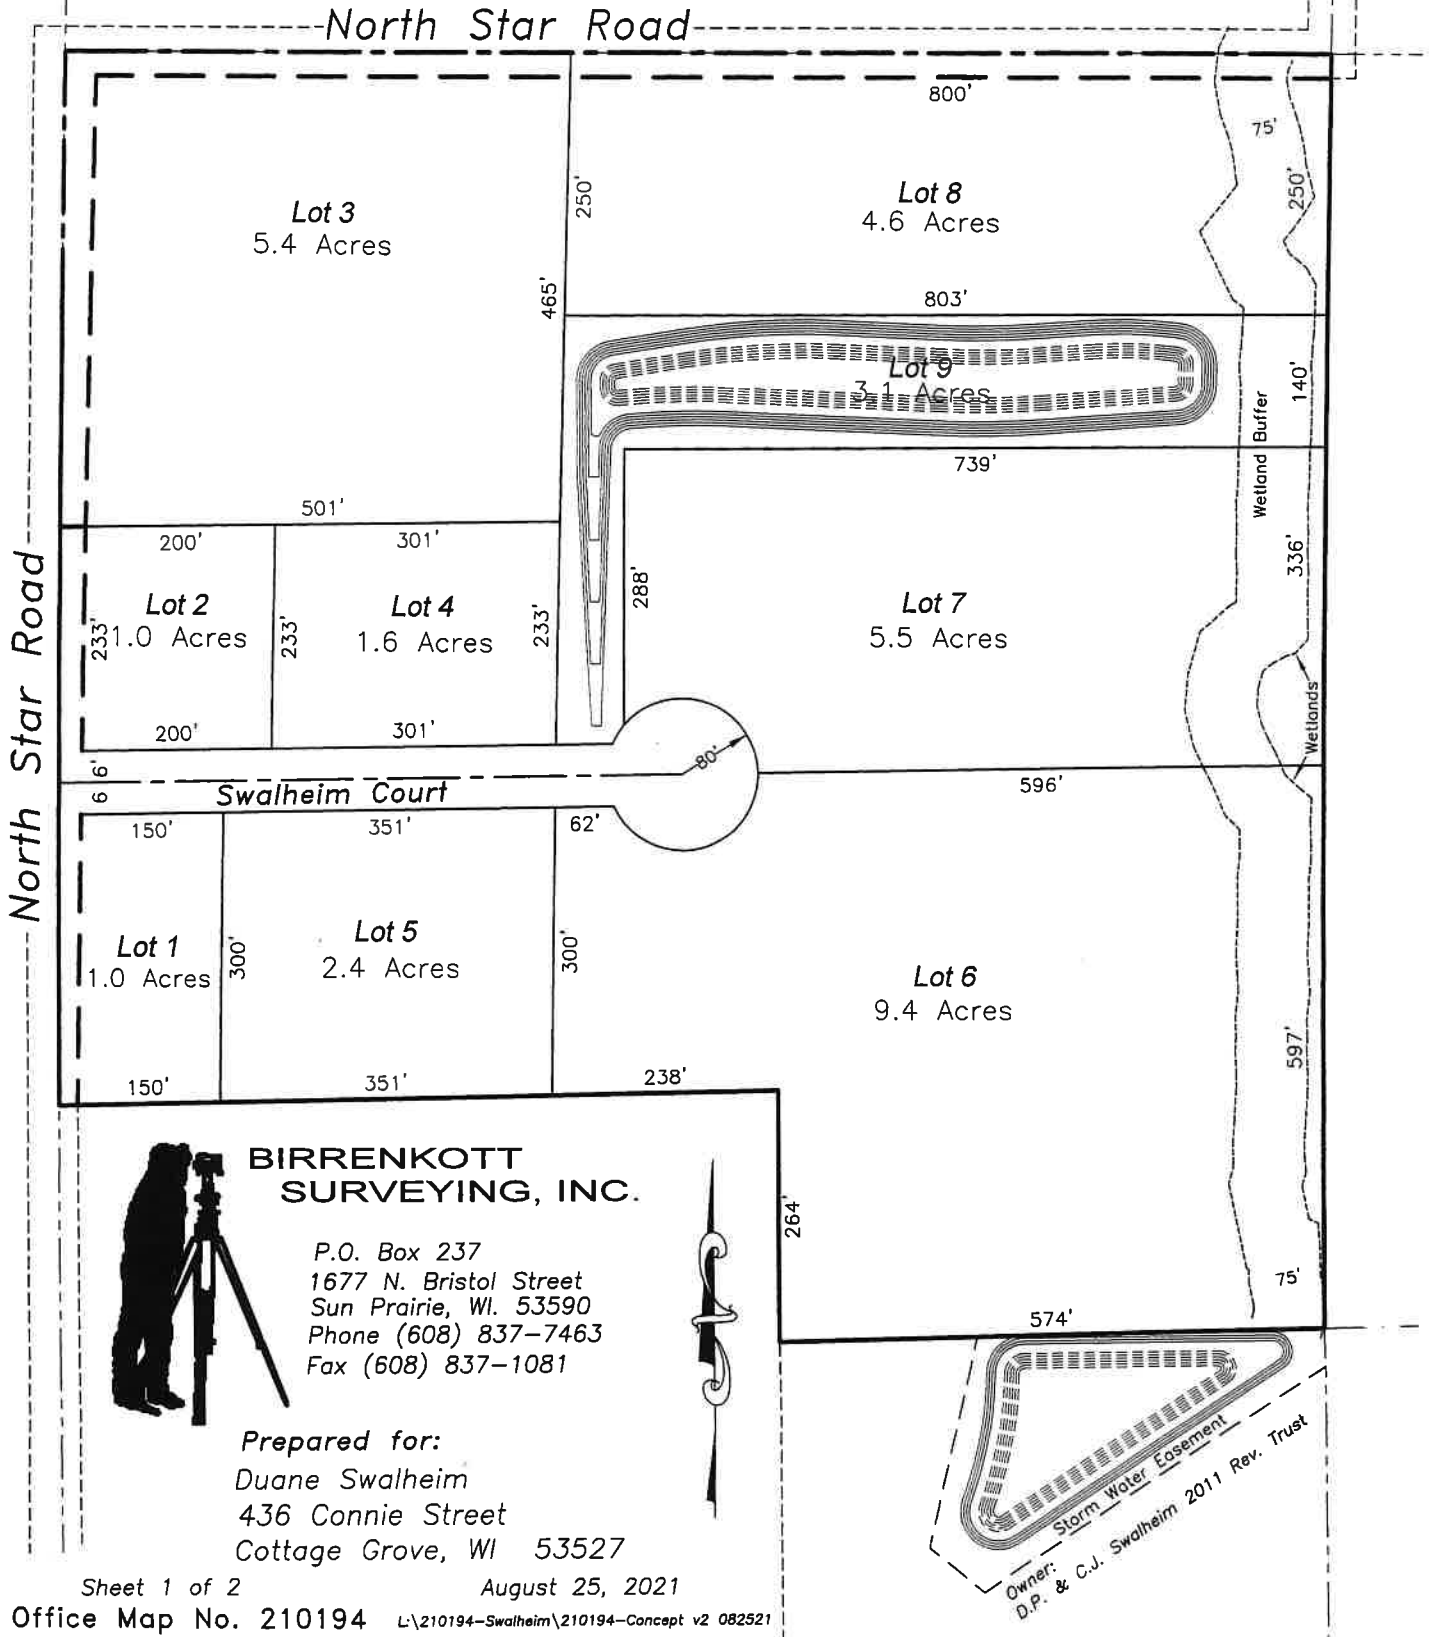 North Star Road
800'
75'
250'
250'
Lot 3
5.4 Acres
Lot 8
4.6 Acres
465'
803'
Lot 9
3.1 Acres
140'
Wetland Buffer
739'
501'
200'
301'
336'
288'
Lot 2
1.0 Acres
233'
233'
Lot 4
1.6 Acres
233'
Lot 7
5.5 Acres
North Star Road
200'
301'
Wetlands
80'
66'
Swalheim Court
596'
150'
351'
62'
Lot 1
1.0 Acres
300'
Lot 5
2.4 Acres
300'
Lot 6
9.4 Acres
597'
150'
351'
238'
264'
75'
574'
BIRRENKOTT
SURVEYING, INC.
P.O. Box 237
1677 N. Bristol Street
Sun Prairie, WI. 53590
Phone (608) 837-7463
Fax (608) 837-1081
Prepared for:
Duane Swalheim
436 Connie Street
Cottage Grove, WI 53527
Storm Water Easement
Owner:
D.P. & C.J. Swalheim 2011 Rev. Trust
Sheet 1 of 2
August 25, 2021
Office Map No. 210194
L:\210194-Swalheim\210194-Concept v2 082521